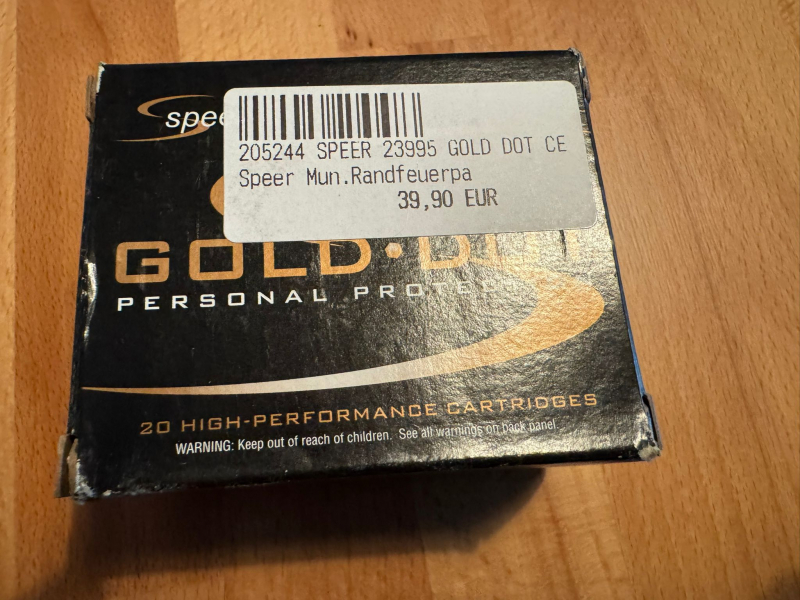 205244 SPEER 23995 GOLD DOT CE
Speer Mun.Randfeuerpa
39,90 EUR
GOLD DOT
PERSONAL
20 HIGH-PERFORMANCE CARTRIDGES
WARNING: Keep out of reach of children. See all warnings on back panel.